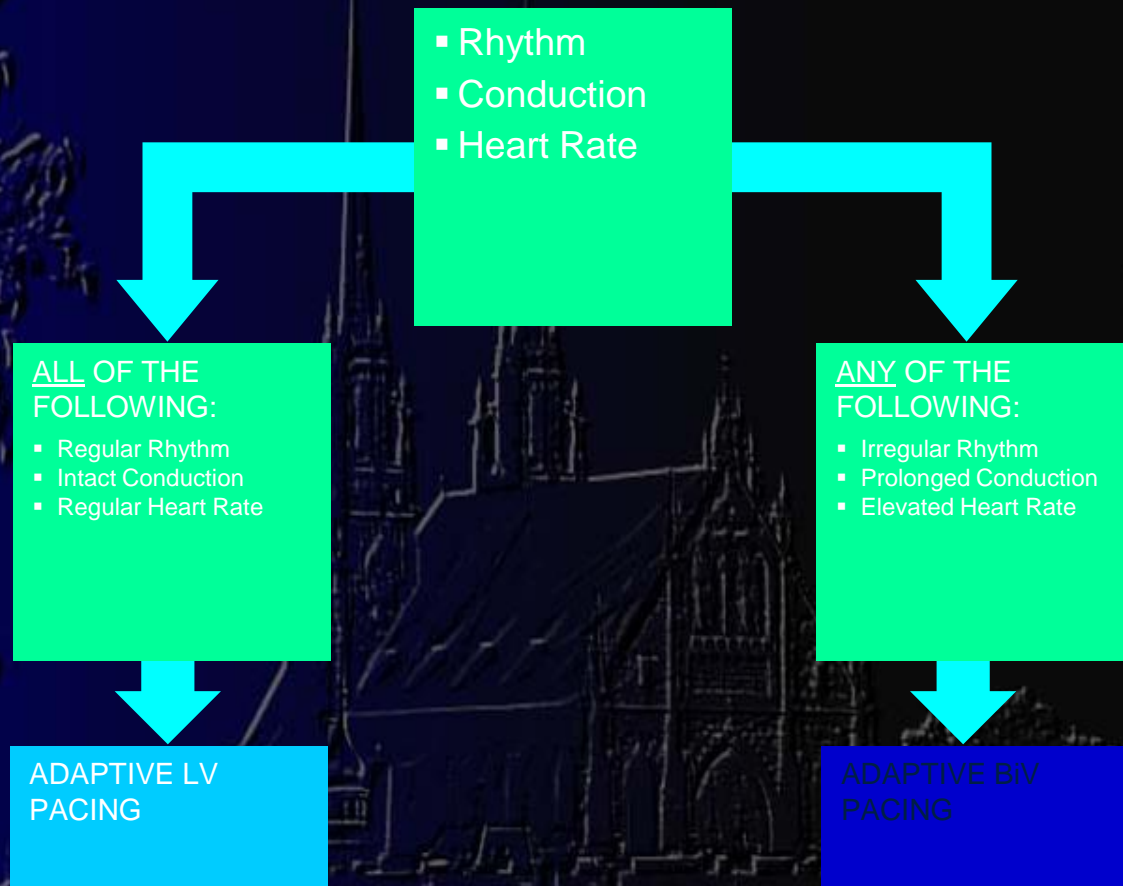 ▪ Rhythm
▪ Conduction
▪ Heart Rate
ALL OF THE
FOLLOWING:
▪ Regular Rhythm
▪ Intact Conduction
▪ Regular Heart Rate
ANY OF THE
FOLLOWING:
▪ Irregular Rhythm
▪ Prolonged Conduction
▪ Elevated Heart Rate
ADAPTIVE LV
PACING
ADAPTIVE BiV
PACING